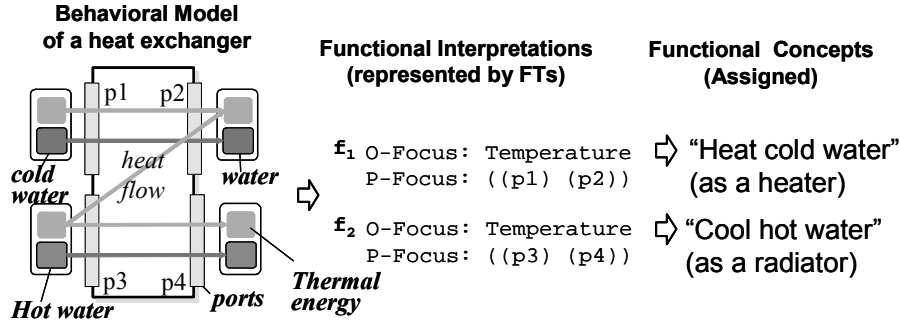 Behavioral Model
of a heat exchanger
p1
p2
cold
water
heat
flow
water
p3
p4
Hot water
ports
Thermal
energy
Functional Interpretations
(represented by FTs)
f1 O-Focus: Temperature
P-Focus: ((p1) (p2))
f2 O-Focus: Temperature
P-Focus: ((p3) (p4))
Functional Concepts
(Assigned)
“Heat cold water”
(as a heater)
“Cool hot water”
(as a radiator)